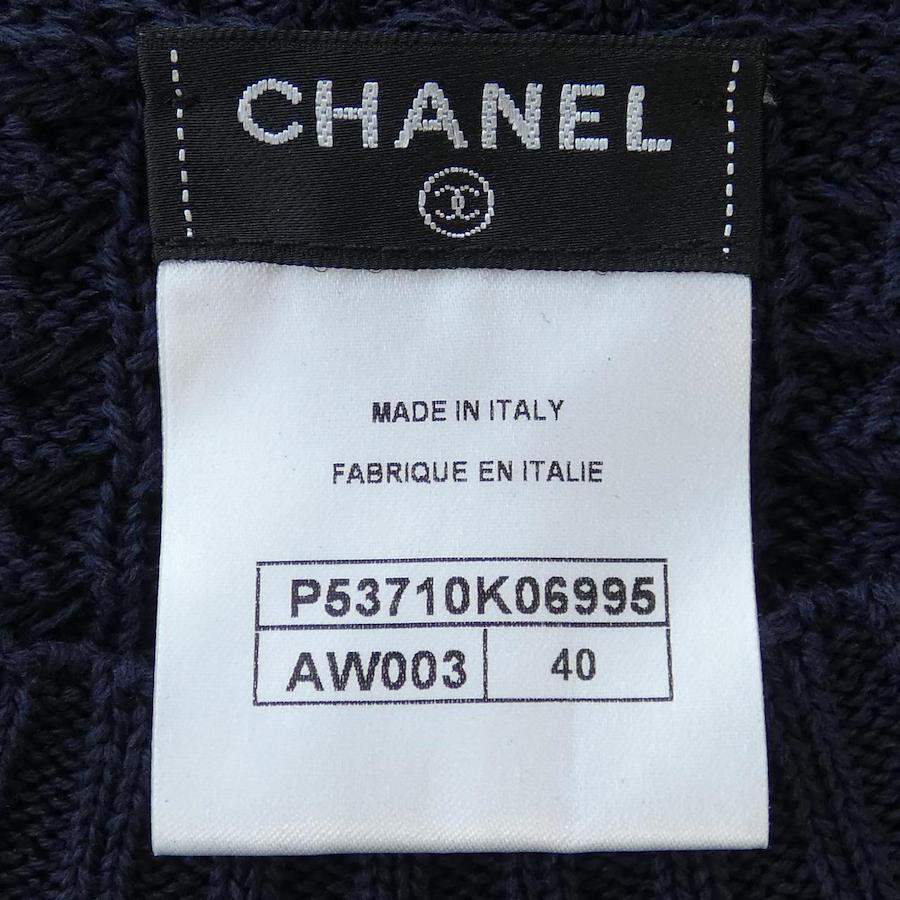 CHANEL
MADE IN ITALY
FABRIQUE EN ITALIE
P53710K06995
AW003 40